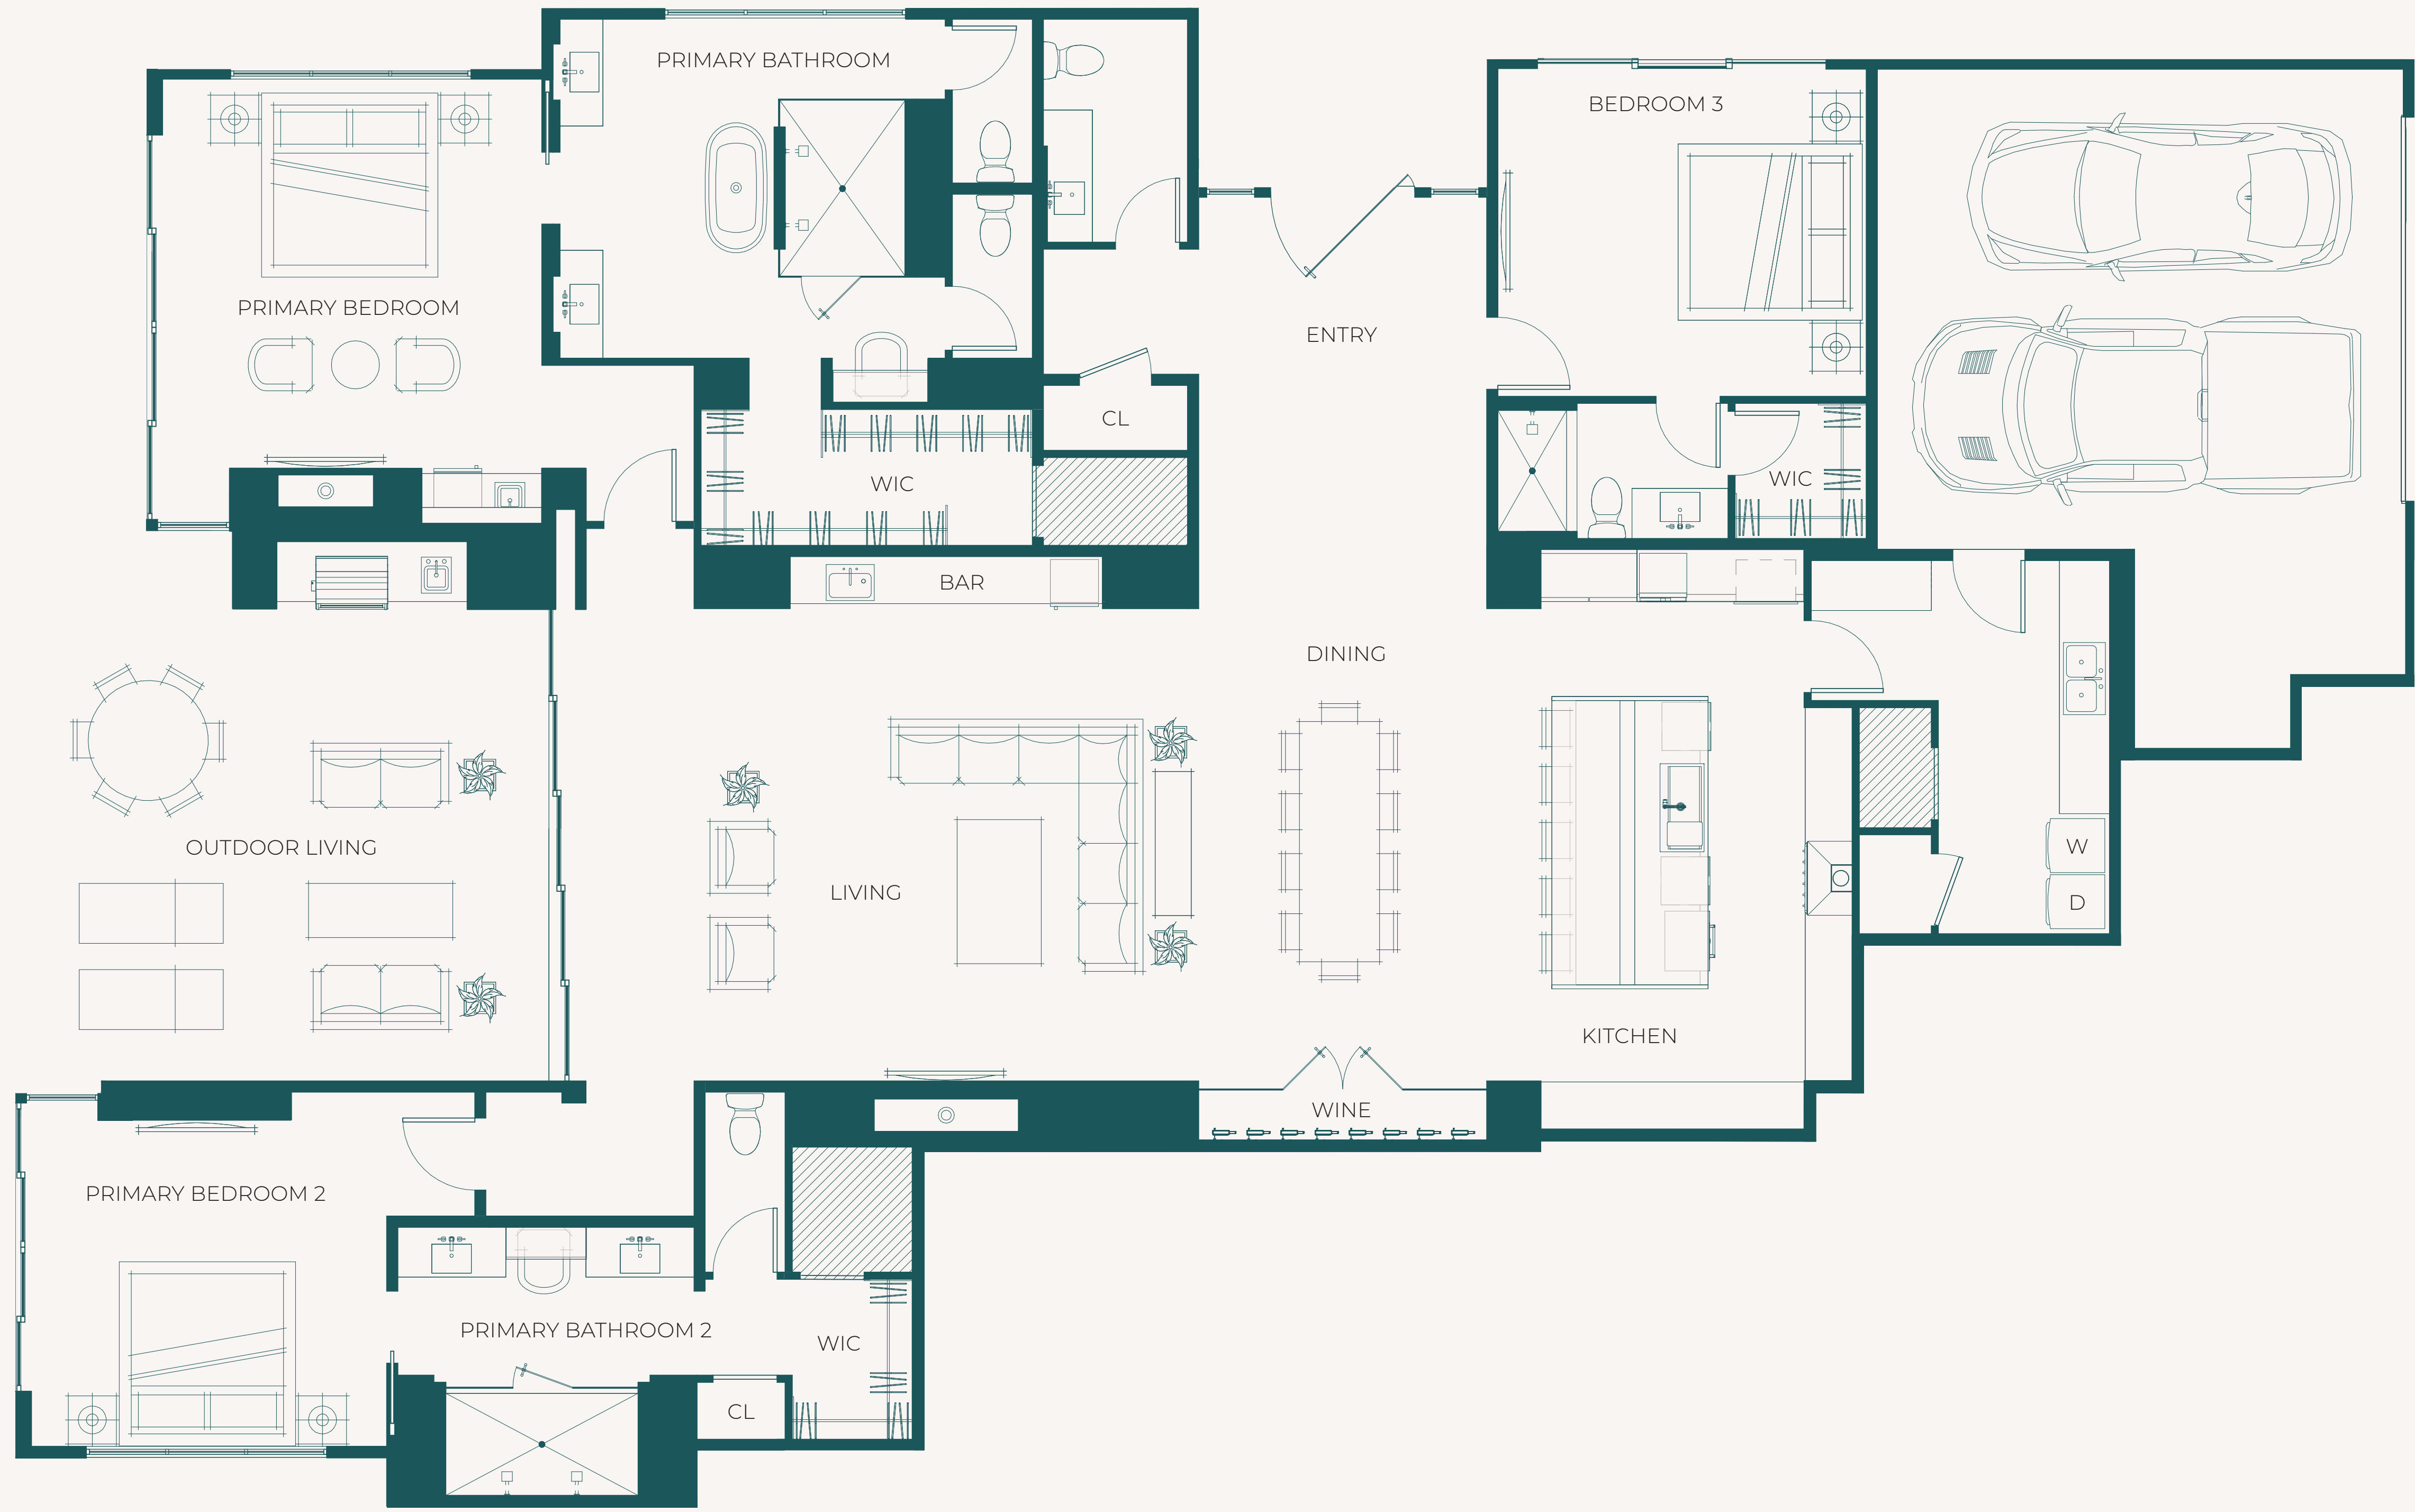 PRIMARY BATHROOM
BEDROOM 3
PRIMARY BEDROOM
ENTRY
CL
WIC
WIC
BAR
DINING
OUTDOOR LIVING
W
LIVING
D
KITCHEN
WINE
PRIMARY BEDROOM 2
PRIMARY BATHROOM 2
WIC
CL